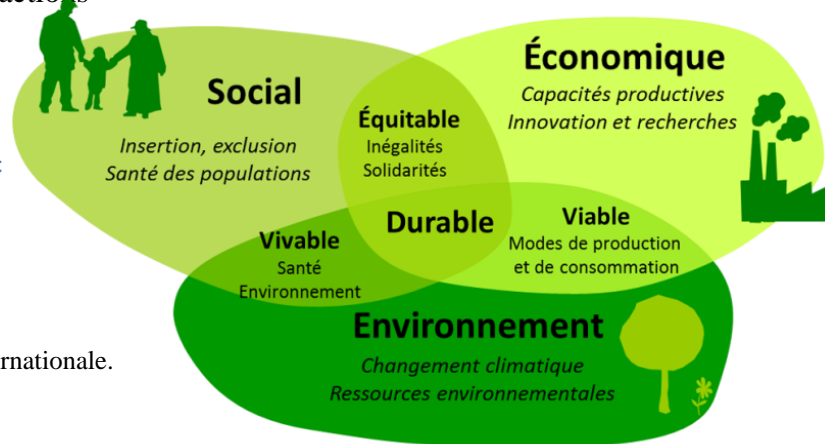 Social
Insertion, exclusion
Santé des populations
Économique
Capacités productives
Innovation et recherches
Équitable
Inégalités
Solidarités
Durable
Vivable
Santé
Environnement
Viable
Modes de production
et de consommation
Environnement
Changement climatique
Ressources environnementales